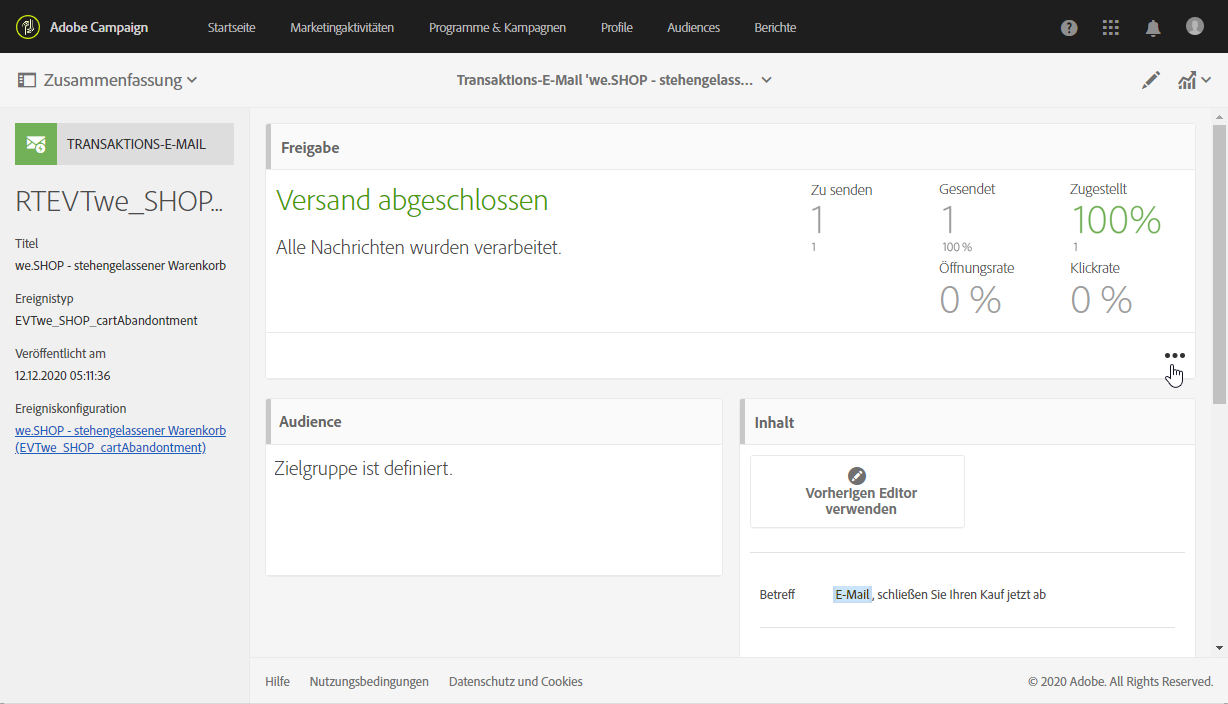 Adobe Campaign
Startseite
Marketingaktivitäten
Programme & Kampagnen
Profile
Audiences
Berichte
Zusammenfassung
Transaktions-E-Mail 'we.SHOP - stehengelass...
TRANSAKTIONS-E-MAIL
RTEVTwe_SHOP...
Titel
we.SHOP - stehengelassener Warenkorb
Ereignistyp
EVTwe_SHOP_cartAbandontment
Veröffentlicht am
12.12.2020 05:11:36
Ereigniskonfiguration
we.SHOP - stehengelassener Warenkorb
(EVTwe_SHOP_cartAbandontment)
Freigabe
Versand abgeschlossen
Alle Nachrichten wurden verarbeitet.
Zu senden
1
1
Gesendet
1
100 %
Zugestellt
100%
1
Öffnungsrate
0 %
Klickrate
0 %
Audience
Zielgruppe ist definiert.
Inhalt
Vorherigen Editor
verwenden
Betreff
E-Mail, schließen Sie Ihren Kauf jetzt ab
Hilfe
Nutzungsbedingungen
Datenschutz und Cookies
© 2020 Adobe. All Rights Reserved.